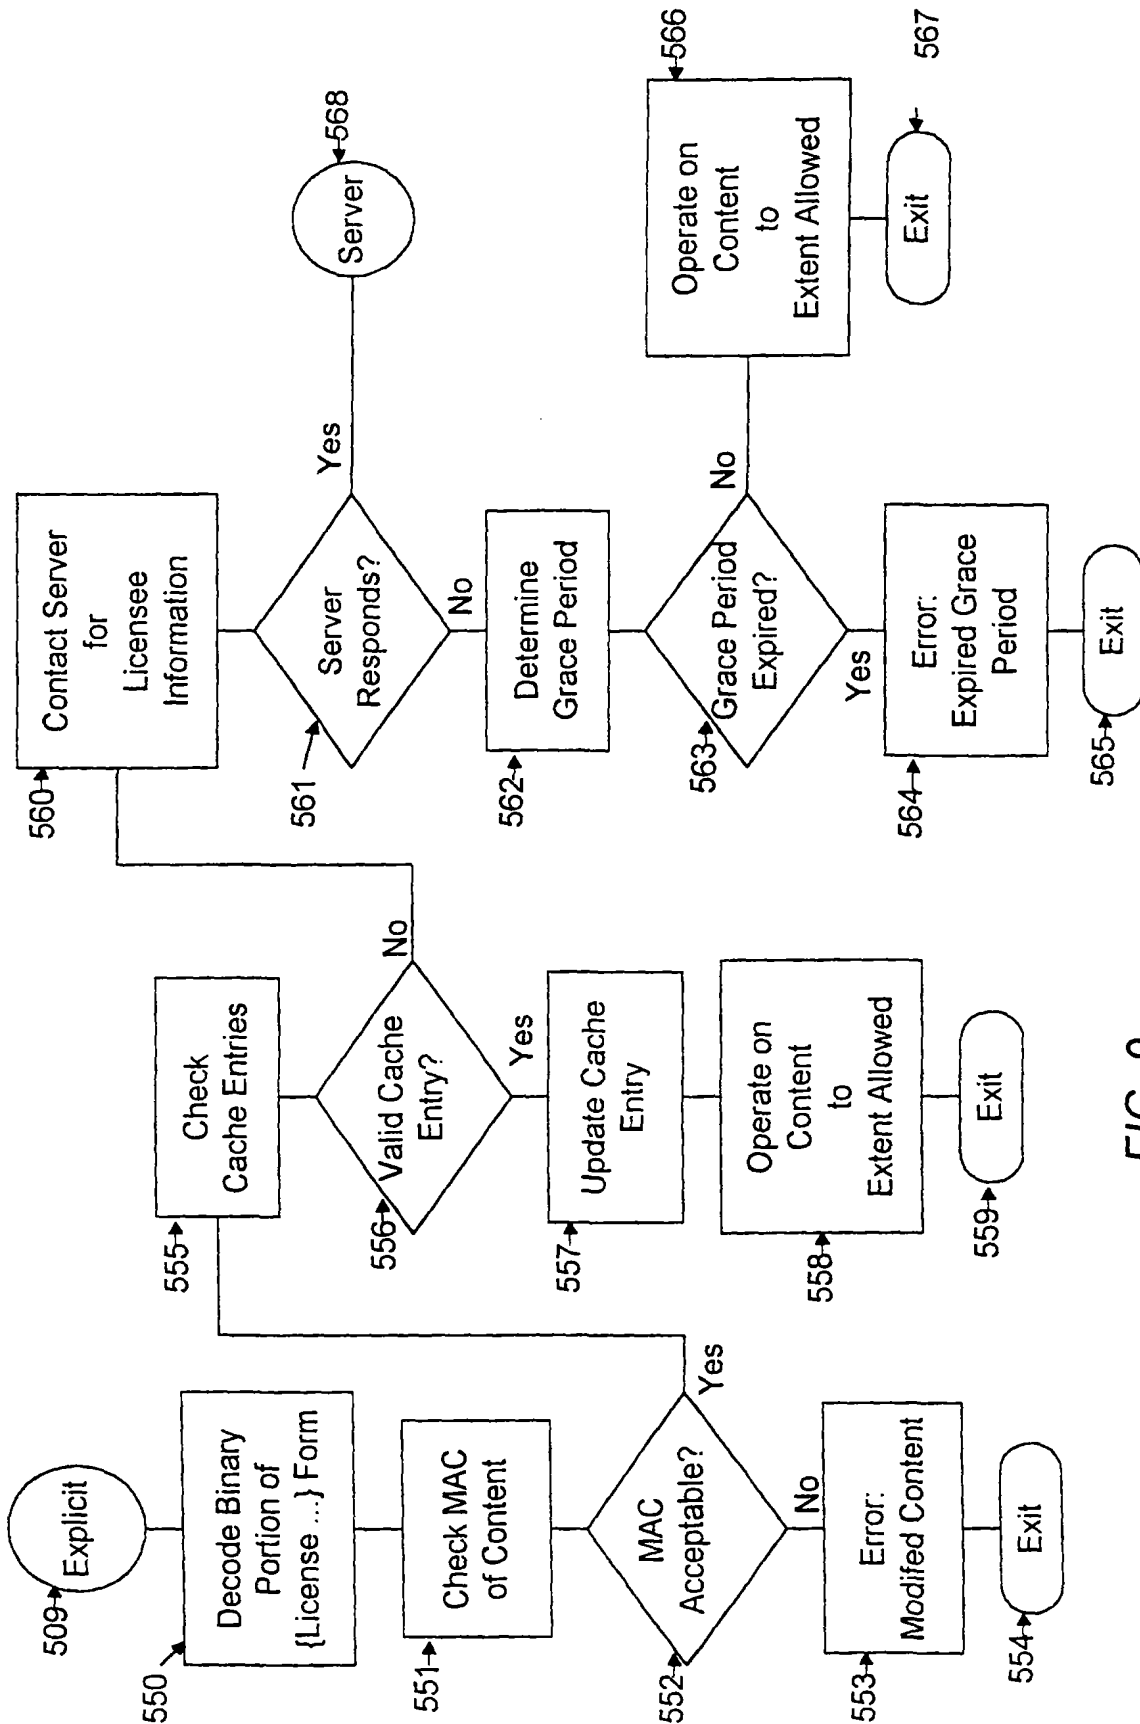 509
Explicit
550
Decode Binary
Portion of
{License ...} Form
551
Check MAC
of Content
552
MAC
Acceptable?
Yes
No
553
Error:
Modifed Content
554
Exit
555
Check
Cache Entries
556
Valid Cache
Entry?
No
Yes
557
Update Cache
Entry
558
Operate on
Content
to
Extent Allowed
559
Exit
560
Contact Server
for
Licensee
Information
561
Server
Responds?
Yes
No
568
Server
562
Determine
Grace Period
563
Grace Period
Expired?
No
Yes
564
Error:
Expired Grace
Period
565
Exit
566
Operate on
Content
to
Extent Allowed
567
Exit
FIG.